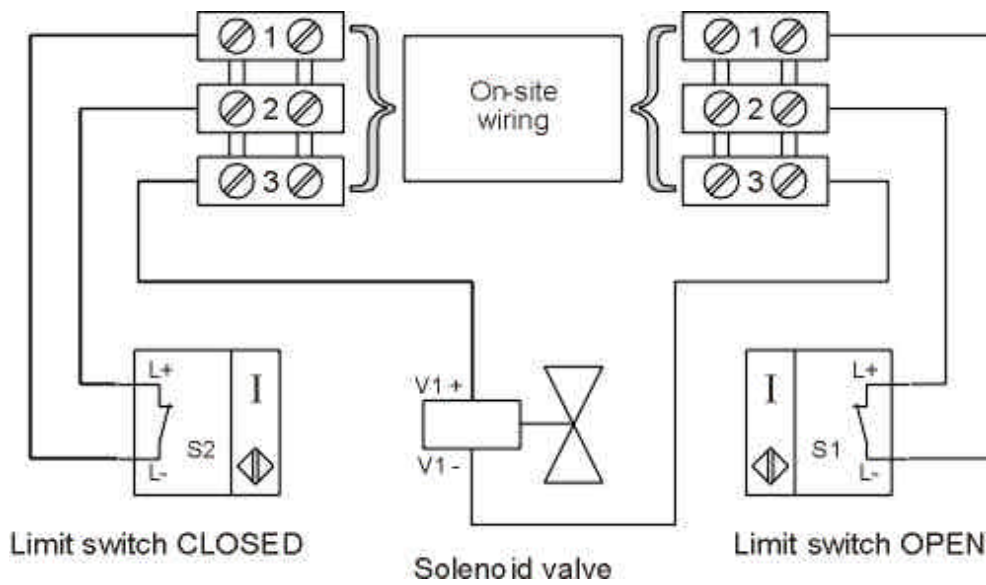 1
2
3
On-site
wiring
1
2
3
L+
I
S2
L-
V1 +
V1 -
I
L+
S1
L-
Limit switch CLOSED
Solenoid valve
Limit switch OPEN